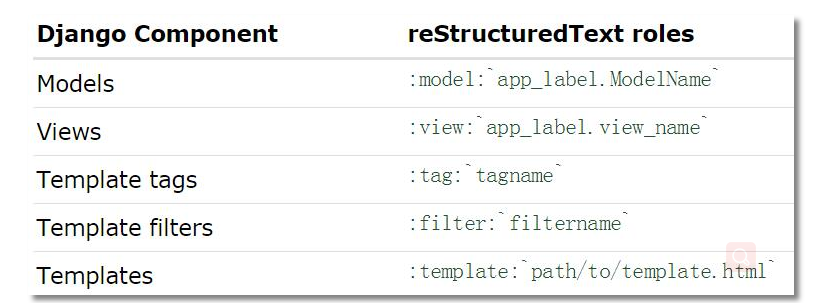 Django Component reStructuredText roles
Models :model:`app_label.ModelName`
Views :view:`app_label.view_name`
Template tags :tag:`tagname`
Template filters :filter:`filtername`
Templates :template:`path/to/template.html`